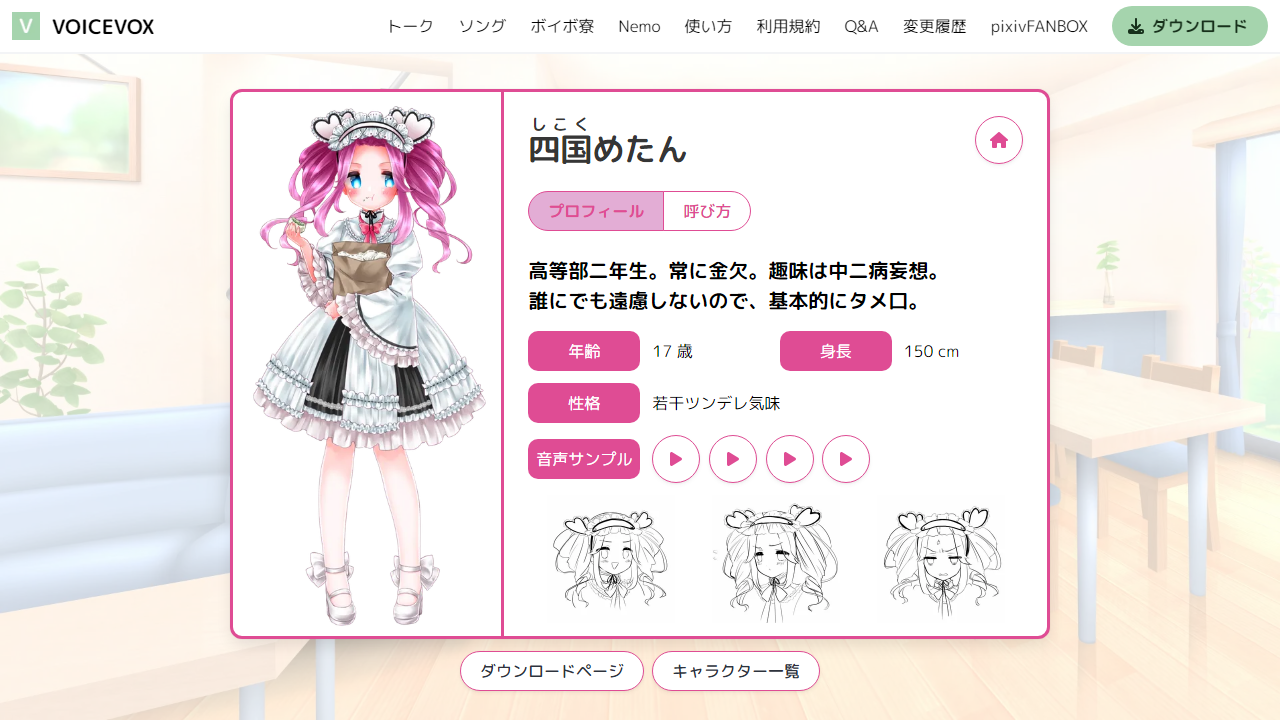 V VOICEVOX
トーク ソング ボイボ寮 Nemo 使い方 利用規約 Q&A 変更履歴 pixivFANBOX ダウンロード
しこく
四国めたん
プロフィール 呼び方
高等部二年生。常に金欠。趣味は中二病妄想。
誰にでも遠慮しないので、基本的にタメ口。
年齢 17 歳 身長 150 cm
性格 若干ツンデレ気味
音声サンプル
ダウンロードページ キャラクター一覧